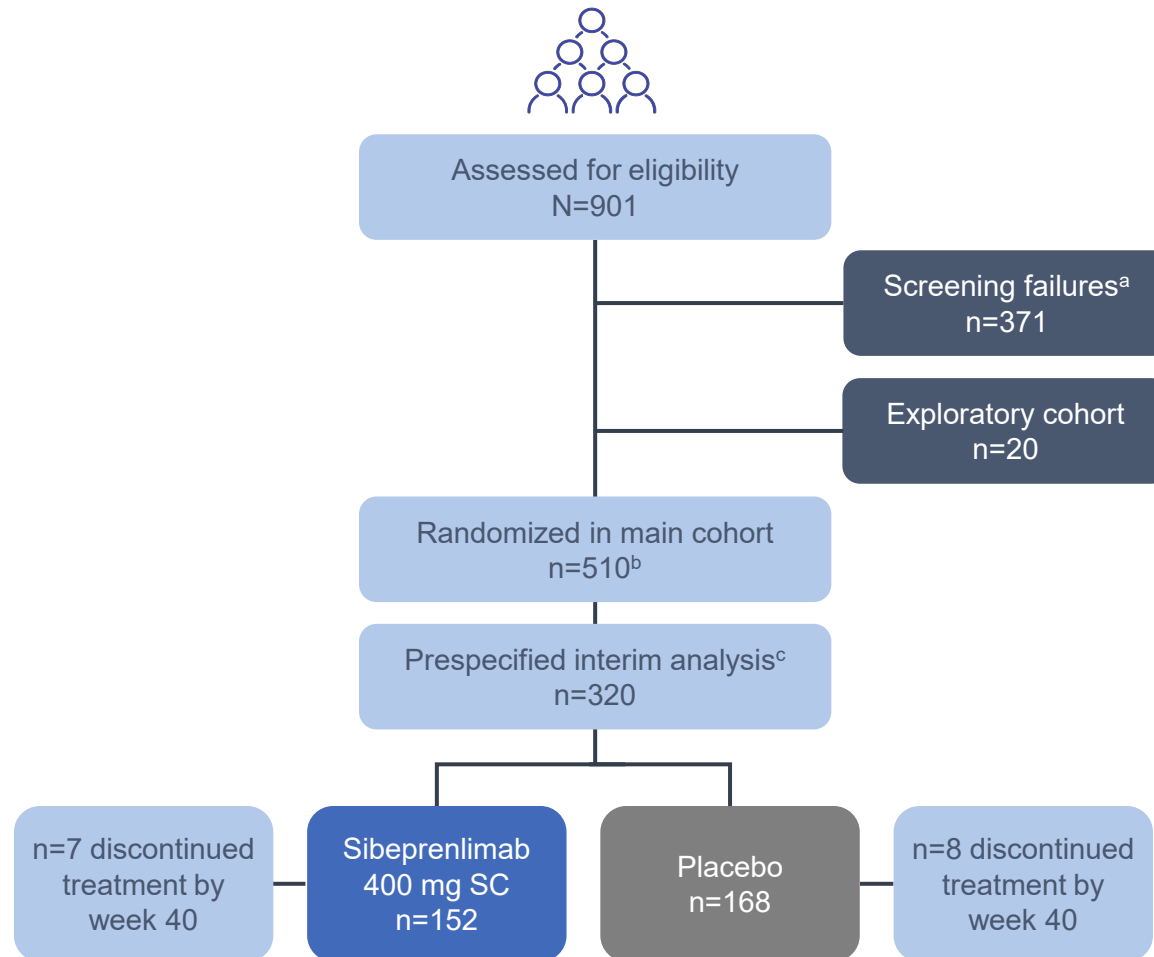 Assessed for eligibility
N=901
Screening failuresᵃ
n=371
Exploratory cohort
n=20
Randomized in main cohort
n=510ᵇ
Prespecified interim analysisᶜ
n=320
n=7 discontinued
treatment by
week 40
Sibeprenlimab
400 mg SC
n=152
Placebo
n=168
n=8 discontinued
treatment by
week 40